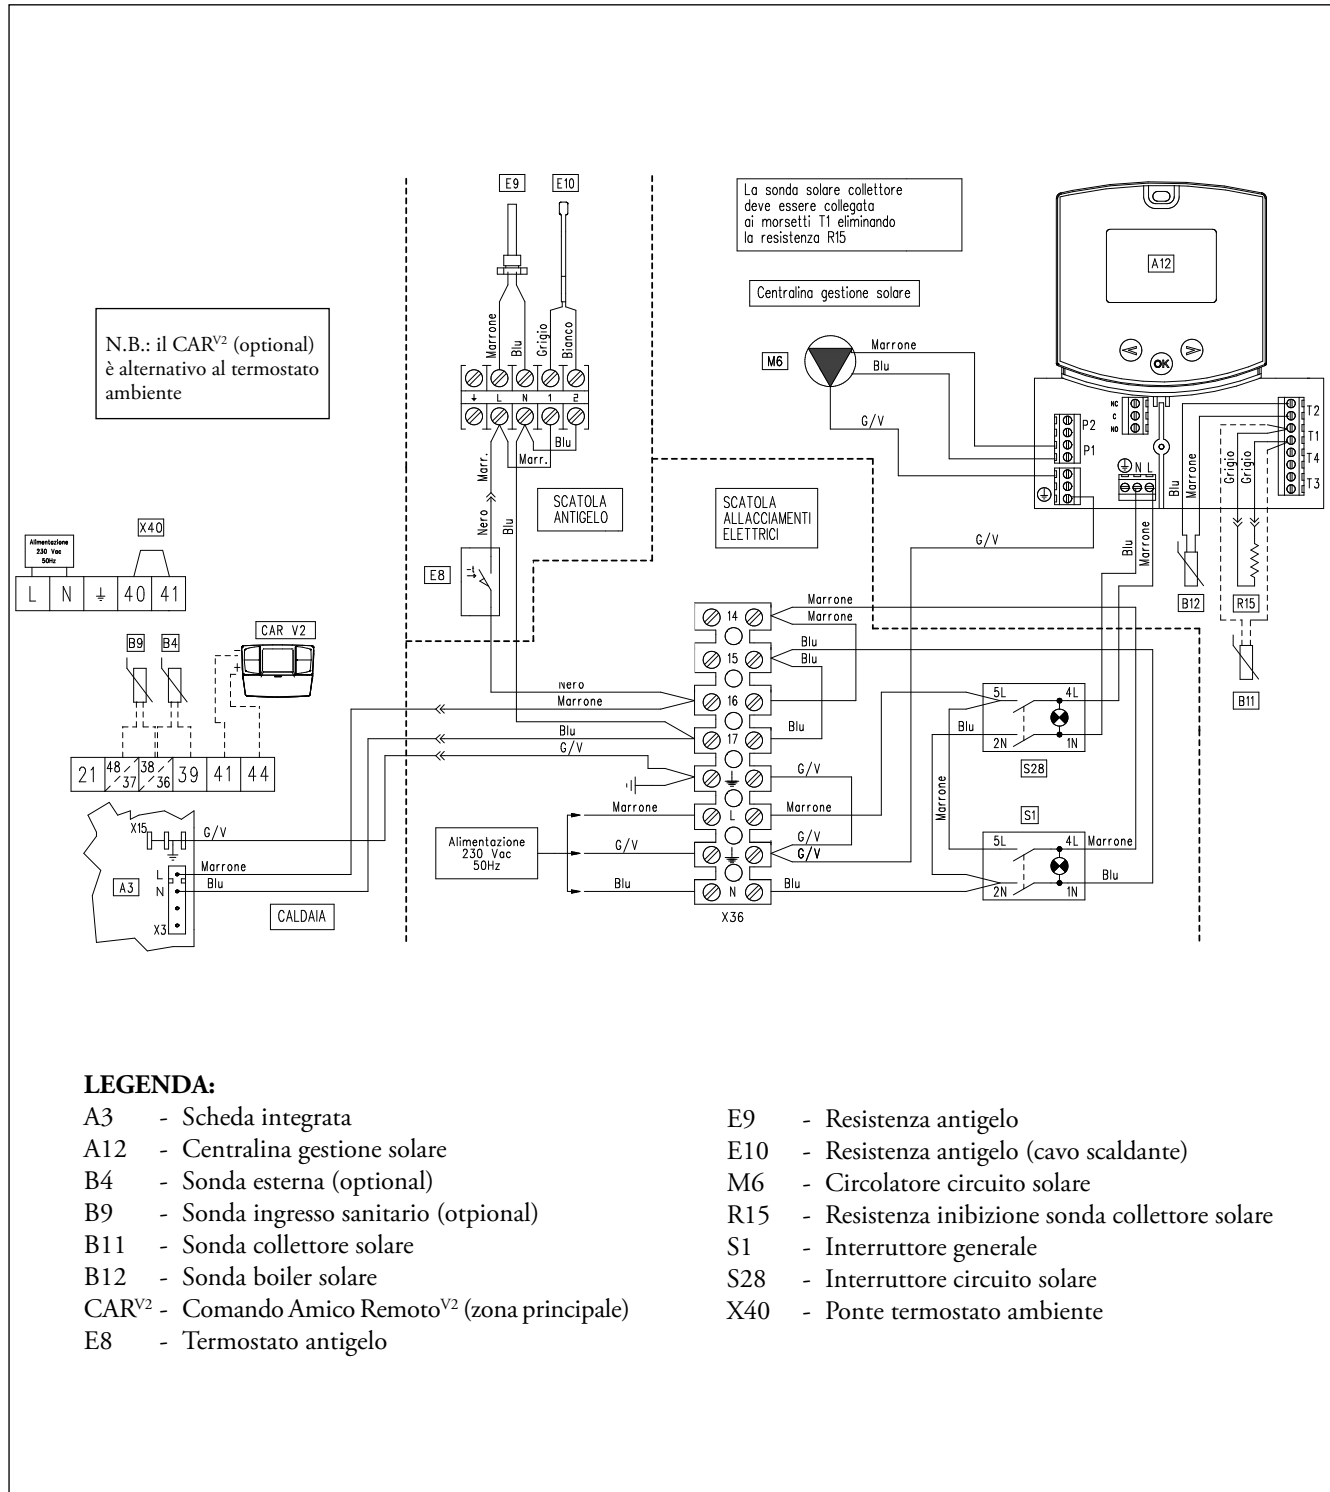 E9
E10
La sonda solare collettore
deve essere collegata
ai morsetti T1 eliminando
la resistenza R15
A12
Centralina gestione solare
N.B.: il CARV2 (optional)
è alternativo al termostato
ambiente
Marrone
Blu
Grigio
Bianco
M6
Marrone
Blu
OK
L N 1 2
G/V
P2
P1
NC
C
NO
T2
T1
T4
T3
N L
Marr.
Blu
Marr.
Nero
Blu
SCATOLA
ANTIGELO
SCATOLA
ALLACCIAMENTI
ELETTRICI
G/V
Blu
Marrone
Blu
Marrone
Grigio
Grigio
X40
Alimentazione
230 Vac
50Hz
L N 40 41
E8
B12
R15
B9
B4
CAR V2
- +
Marrone
14
Marrone
Blu
15
Blu
Nero
Marrone
16
Blu
17
Blu
G/V
B11
5L 4L
Blu
2N 1N
S28
21 48/37 38/36 39 41 44
G/V
Marrone
L
Marrone
Marrone
S1
X15
G/V
Alimentazione
230 Vac
50Hz
G/V
G/V
G/V
5L 4L
Marrone
L
Marrone
N
Blu
A3
X3
CALDAIA
Blu
N
Blu
2N 1N
Blu
X36
LEGENDA:
A3 - Scheda integrata
A12 - Centralina gestione solare
B4 - Sonda esterna (optional)
B9 - Sonda ingresso sanitario (otpional)
B11 - Sonda collettore solare
B12 - Sonda boiler solare
CARV2 - Comando Amico RemotoV2 (zona principale)
E8 - Termostato antigelo
E9 - Resistenza antigelo
E10 - Resistenza antigelo (cavo scaldante)
M6 - Circolatore circuito solare
R15 - Resistenza inibizione sonda collettore solare
S1 - Interruttore generale
S28 - Interruttore circuito solare
X40 - Ponte termostato ambiente